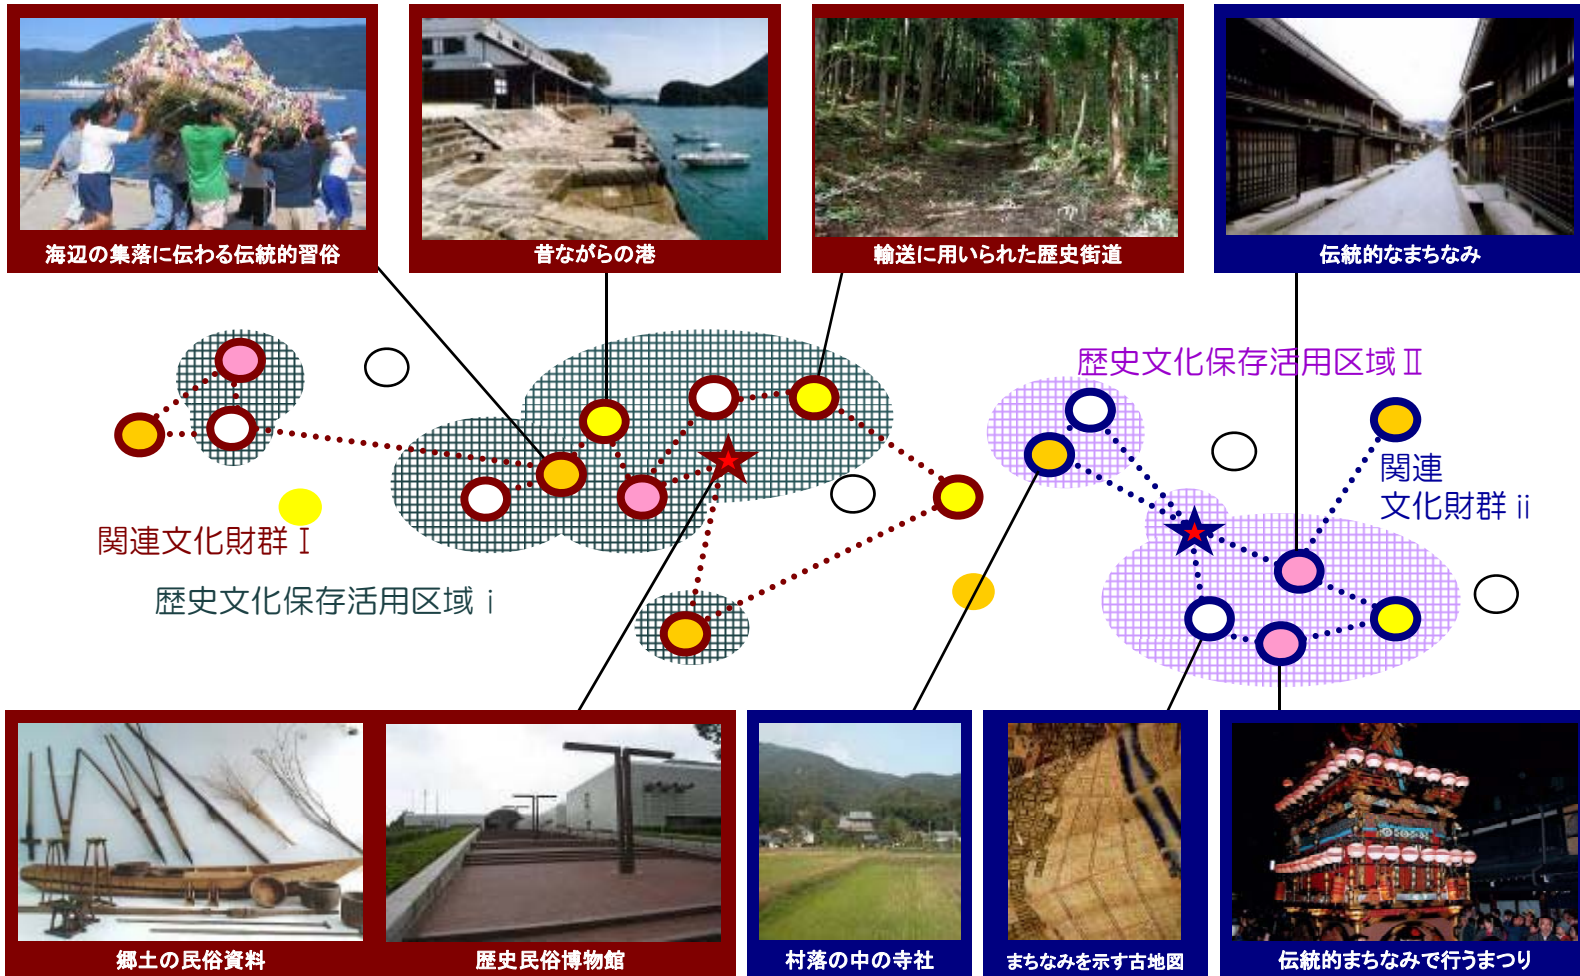 海辺の集落に伝わる伝統的習俗
昔ながらの港
輸送に用いられた歴史街道
伝統的なまちなみ
歴史文化保存活用区域Ⅱ
関連
文化財群 ii
関連文化財群 I
歴史文化保存活用区域 i
郷土の民俗資料
歴史民俗博物館
村落の中の寺社
まちなみを示す古地図
伝統的まちなみで行うまつり